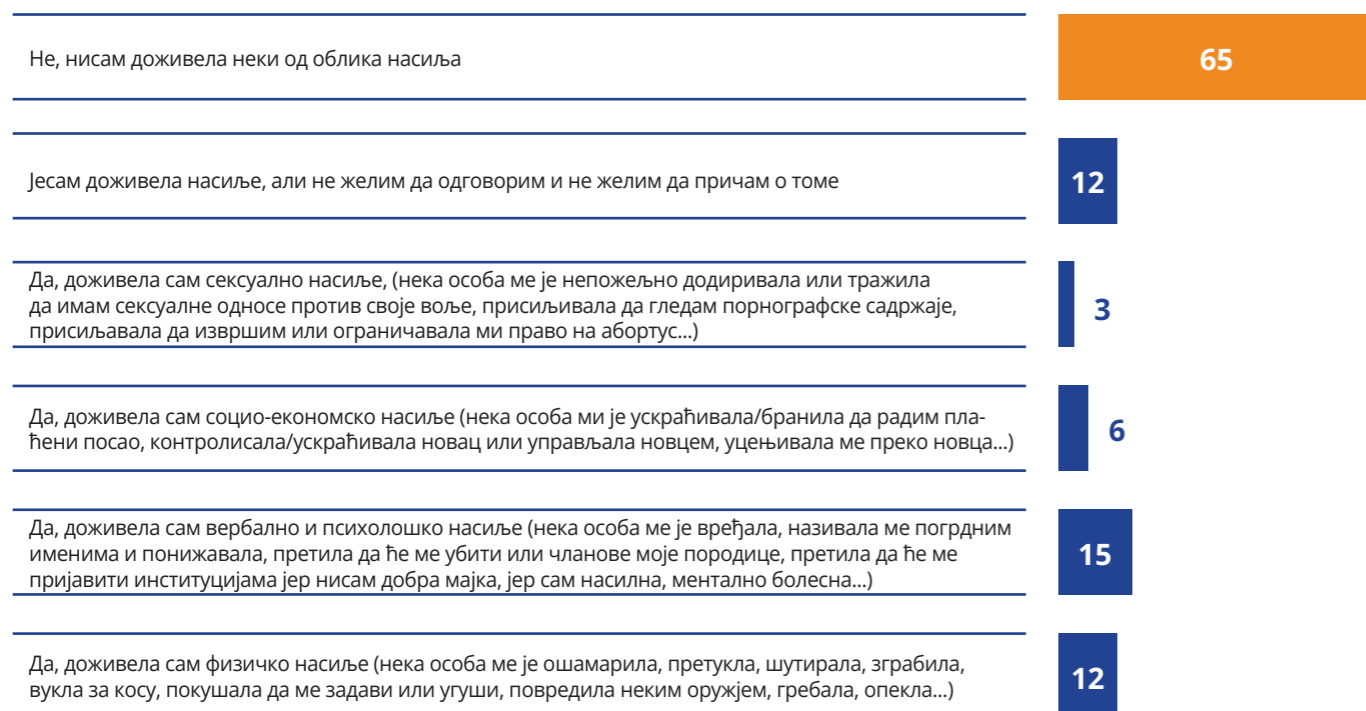 Не, нисам доживела неки од облика насиља
65
Јесам доживела насиље, али не желим да одговорим и не желим да причам о томе
12
Да, доживела сам сексуално насиље, (нека особа ме је непожељно додиривала или тражила
да имам сексуалне односе против своје воље, присиљивала да гледам порнографске садржаје,
присиљавала да извршим или ограничавала ми право на абортус...)
3
Да, доживела сам социо-економско насиље (нека особа ми је ускраћивала/бранила да радим пла-
ћени посао, контролисала/ускраћивала новац или управљала новцем, уцењивала ме преко новца...)
6
Да, доживела сам вербално и психолошко насиље (нека особа ме је вређала, називала ме погрдним
именима и понижавала, претила да ће ме убити или чланове моје породице, претила да ће ме
пријавити институцијама јер нисам добра мајка, јер сам насилна, ментално болесна...)
15
Да, доживела сам физичко насиље (нека особа ме је ошамарила, претукла, шутирала, зграбила,
вукла за косу, покушала да ме задави или угуши, повредила неким оружјем, гребала, опекла...)
12